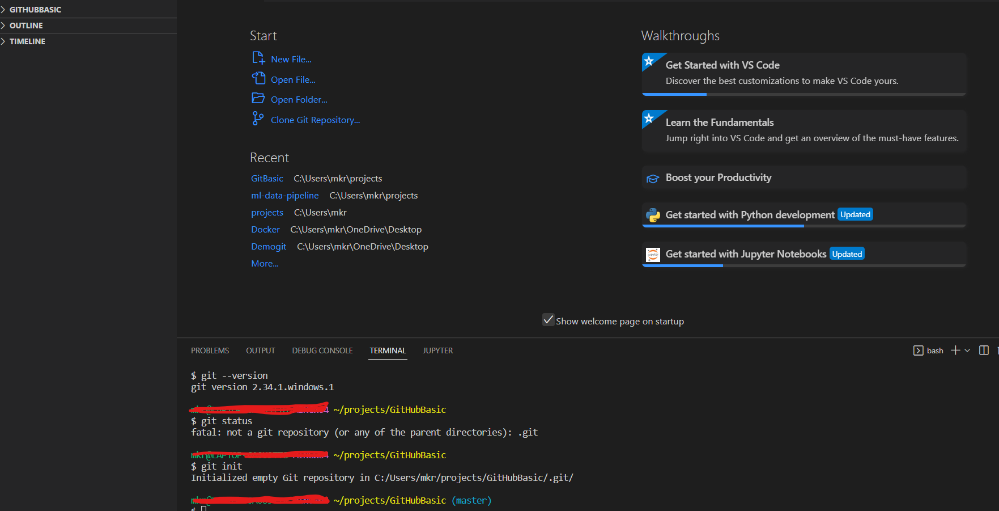 GITHUBBASIC
OUTLINE
TIMELINE
Start
New File...
Open File...
Open Folder...
Clone Git Repository...
Recent
GitBasic C:\Users\mkr\projects
ml-data-pipeline C:\Users\mkr\projects
projects C:\Users\mkr
Docker C:\Users\mkr\OneDrive\Desktop
Demogit C:\Users\mkr\OneDrive\Desktop
More...
Walkthroughs
Get Started with VS Code
Discover the best customizations to make VS Code yours.
Learn the Fundamentals
Jump right into VS Code and get an overview of the must-have features.
Boost your Productivity
Get started with Python development Updated
Get started with Jupyter Notebooks Updated
Show welcome page on startup
PROBLEMS OUTPUT DEBUG CONSOLE TERMINAL JUPYTER bash
$ git --version
git version 2.34.1.windows.1
~/projects/GitHubBasic
$ git status
fatal: not a git repository (or any of the parent directories): .git
~/projects/GitHubBasic
$ git init
Initialized empty Git repository in C:/Users/mkr/projects/GitHubBasic/.git/
~/projects/GitHubBasic (master)
$